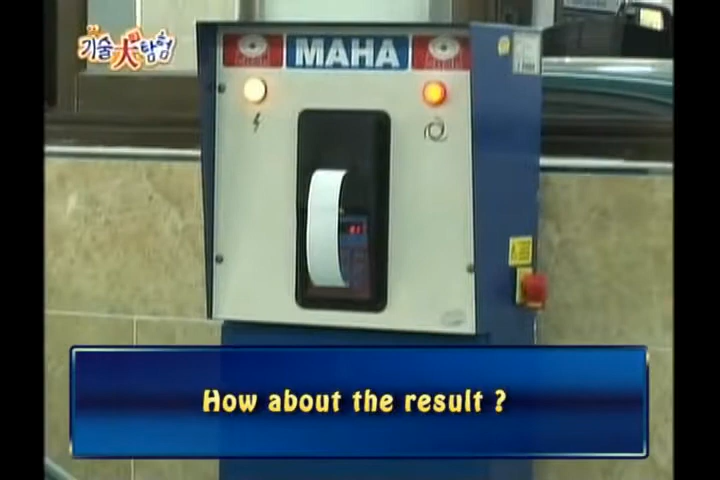 기술大탐험
MAHA
How about the result ?